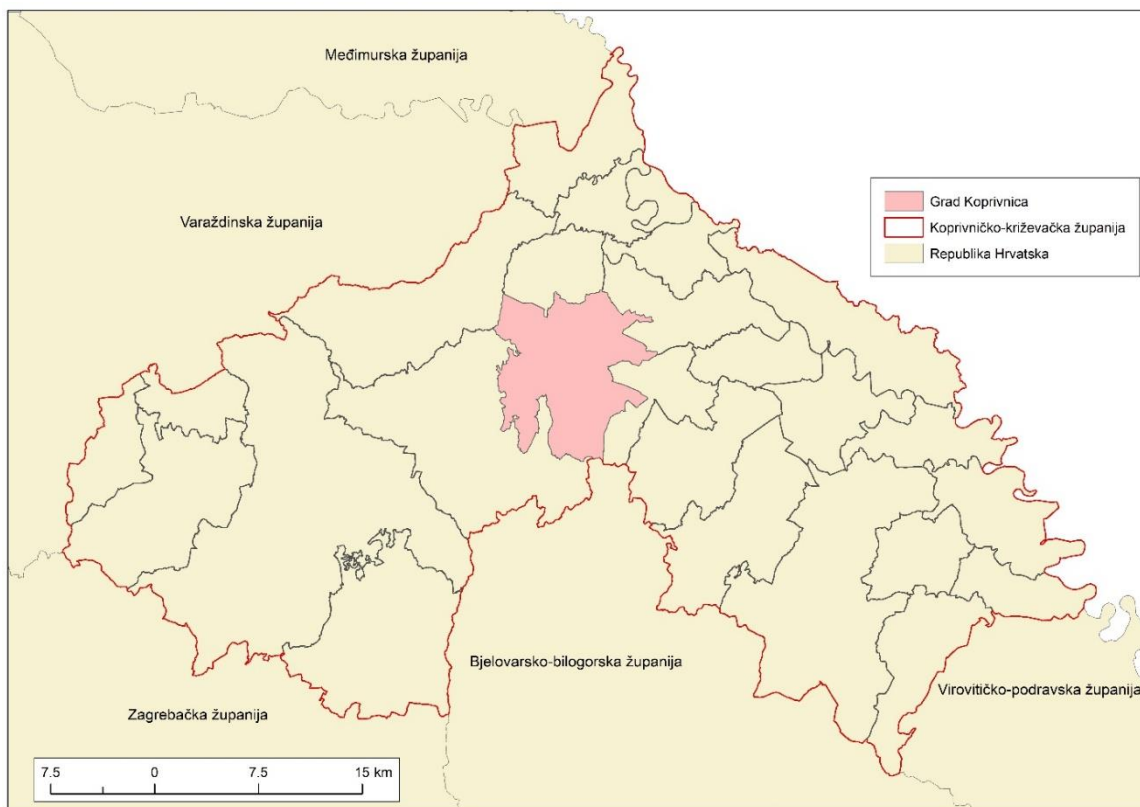 Međimurska županija
Varaždinska županija
Grad Koprivnica
Koprivničko-križevačka županija
Republika Hrvatska
Bjelovarsko-bilogorska županija
Virovitičko-podravska županija
Zagrebačka županija
7.5 0 7.5 15 km